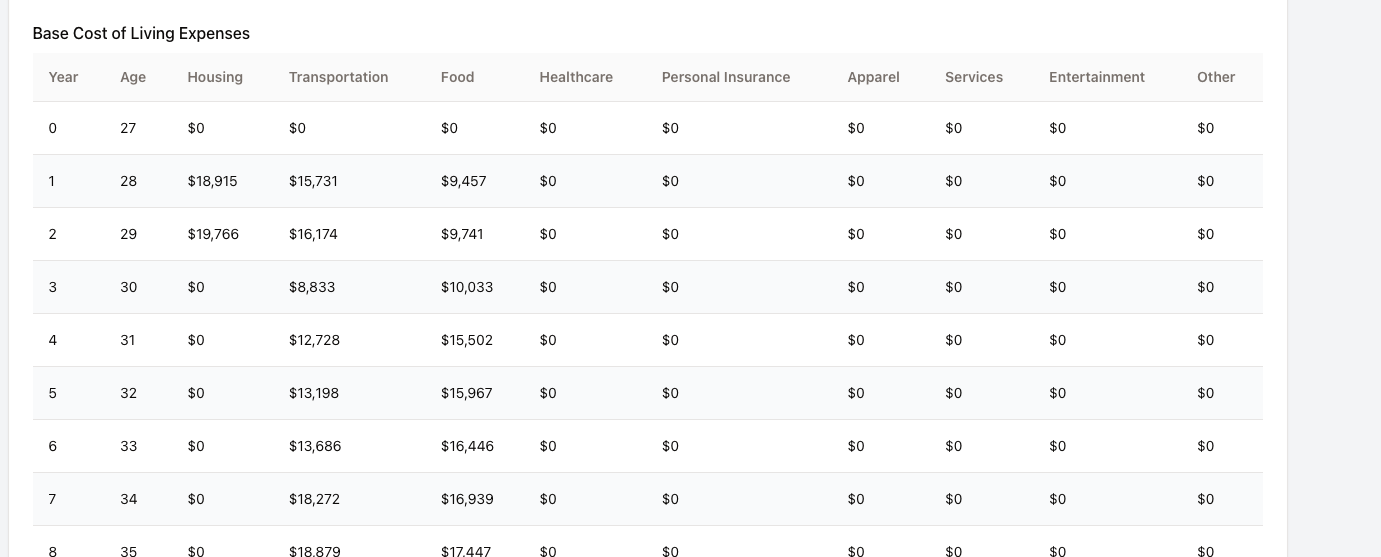 Base Cost of Living Expenses
Year Age Housing Transportation Food Healthcare Personal Insurance Apparel Services Entertainment Other
0 27 $0 $0 $0 $0 $0 $0 $0 $0 $0
1 28 $18,915 $15,731 $9,457 $0 $0 $0 $0 $0 $0
2 29 $19,766 $16,174 $9,741 $0 $0 $0 $0 $0 $0
3 30 $0 $8,833 $10,033 $0 $0 $0 $0 $0 $0
4 31 $0 $12,728 $15,502 $0 $0 $0 $0 $0 $0
5 32 $0 $13,198 $15,967 $0 $0 $0 $0 $0 $0
6 33 $0 $13,686 $16,446 $0 $0 $0 $0 $0 $0
7 34 $0 $18,272 $16,939 $0 $0 $0 $0 $0 $0
8 35 $0 $18,879 $17,447 $0 $0 $0 $0 $0 $0